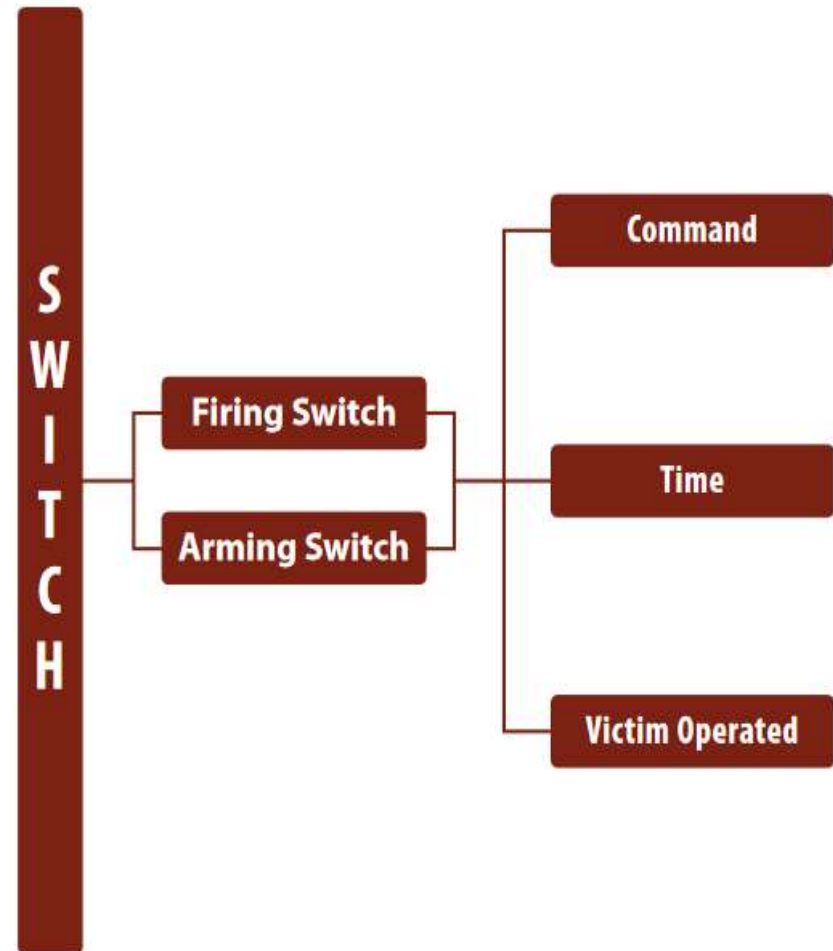 SWITCH
Firing Switch
Arming Switch
Command
Time
Victim Operated